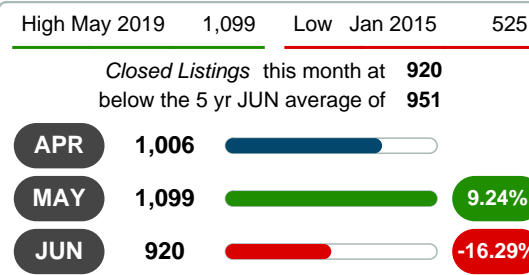 High May 2019 1,099 Low Jan 2015 525
Closed Listings this month at 920
below the 5 yr JUN average of 951
APR 1,006
MAY 1,099 9.24%
JUN 920 -16.29%